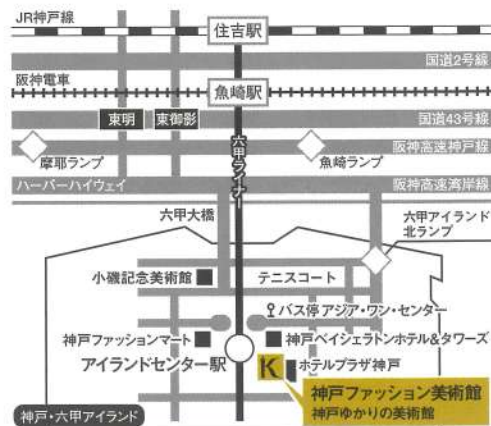 JR神戸線
住吉駅
国道2号線
阪神電車
魚崎駅
東明
東御影
国道43号線
六甲ライナー
摩耶ランプ
魚崎ランプ
阪神高速神戸線
ハーバーハイウェイ
阪神高速湾岸線
六甲大橋
六甲アイランド
北ランプ
小磯記念美術館
テニスコート
バス停 アジア・ワン・センター
神戸ファッションマート
神戸ベイシェラトンホテル&タワーズ
アイランドセンター駅
K
ホテルプラザ神戸
神戸ファッション美術館
神戸ゆかりの美術館
神戸・六甲アイランド